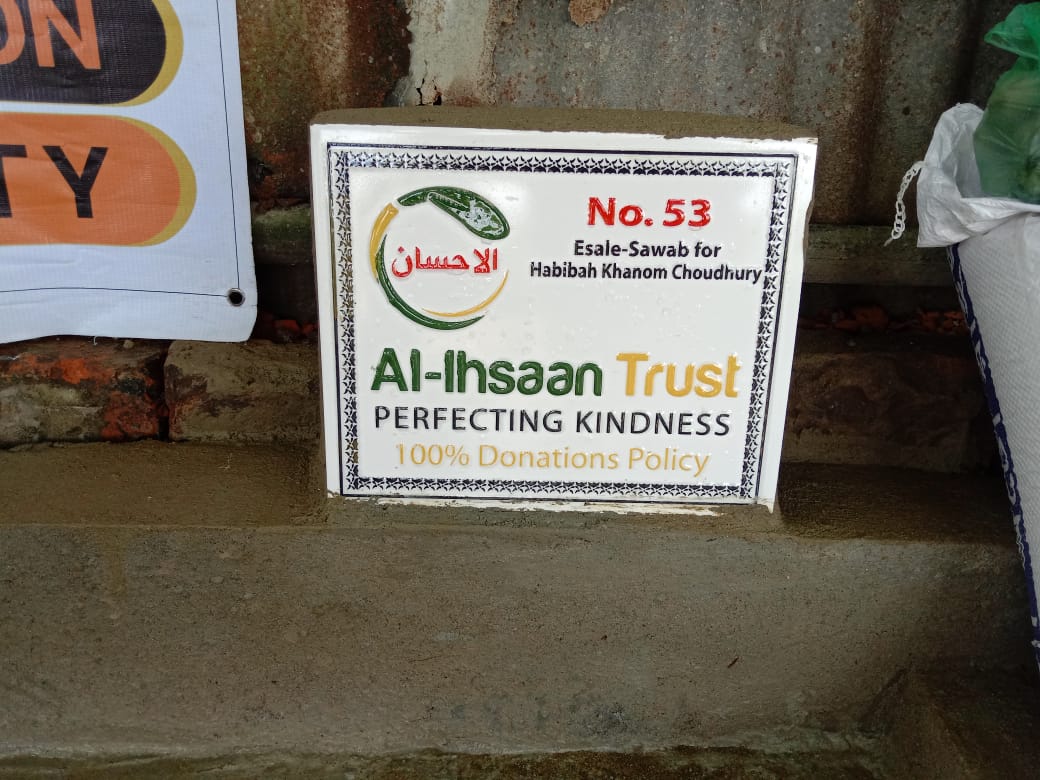 ON
TY
الاحسان
No. 53
Esale-Sawab for
Habibah Khanom Choudhury
Al-Ihsaan Trust
PERFECTING KINDNESS
100% Donations Policy